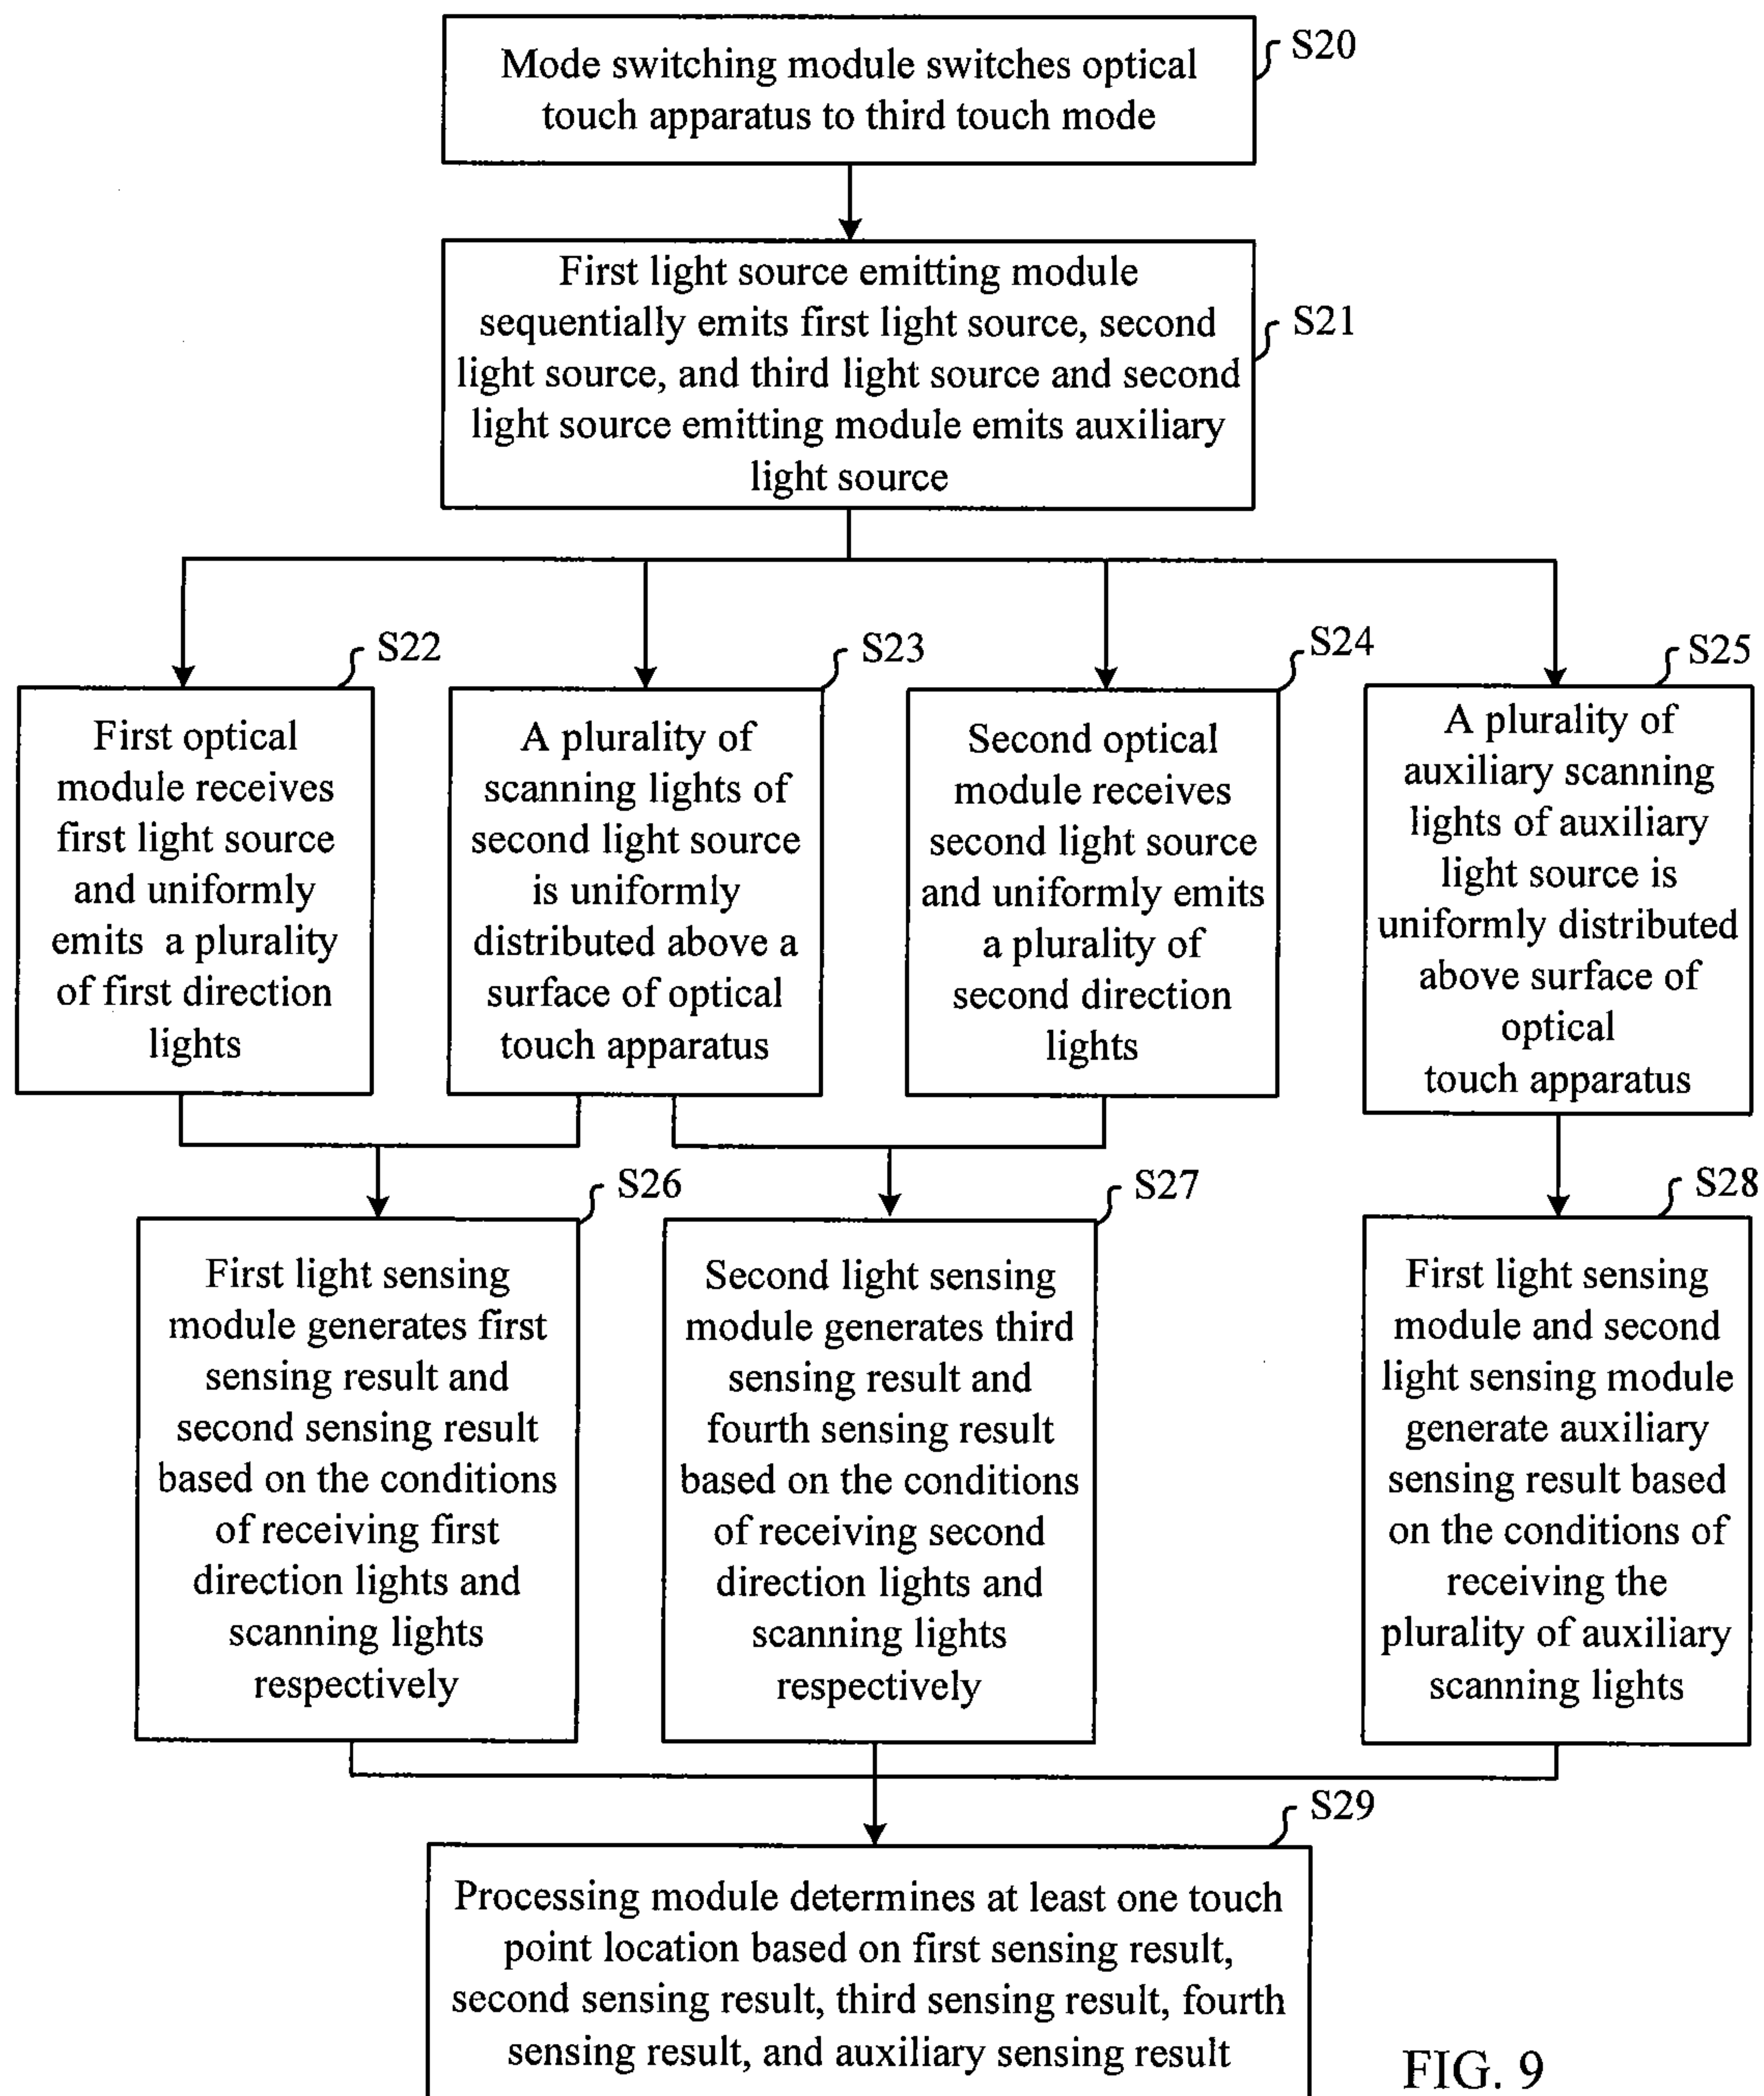 S20
Mode switching module switches optical
touch apparatus to third touch mode
S21
First light source emitting module
sequentially emits first light source, second
light source, and third light source and second
light source emitting module emits auxiliary
light source
S22
First optical
module receives
first light source
and uniformly
emits a plurality
of first direction
lights
S23
A plurality of
scanning lights of
second light source
is uniformly
distributed above a
surface of optical
touch apparatus
S24
Second optical
module receives
second light source
and uniformly emits
a plurality of
second direction
lights
S25
A plurality of
auxiliary scanning
lights of auxiliary
light source is
uniformly distributed
above surface of
optical
touch apparatus
S26
First light sensing
module generates first
sensing result and
second sensing result
based on the conditions
of receiving first
direction lights and
scanning lights
respectively
S27
Second light sensing
module generates third
sensing result and
fourth sensing result
based on the conditions
of receiving second
direction lights and
scanning lights
respectively
S28
First light sensing
module and second
light sensing module
generate auxiliary
sensing result based
on the conditions of
receiving the
plurality of auxiliary
scanning lights
S29
Processing module determines at least one touch
point location based on first sensing result,
second sensing result, third sensing result, fourth
sensing result, and auxiliary sensing result
FIG. 9